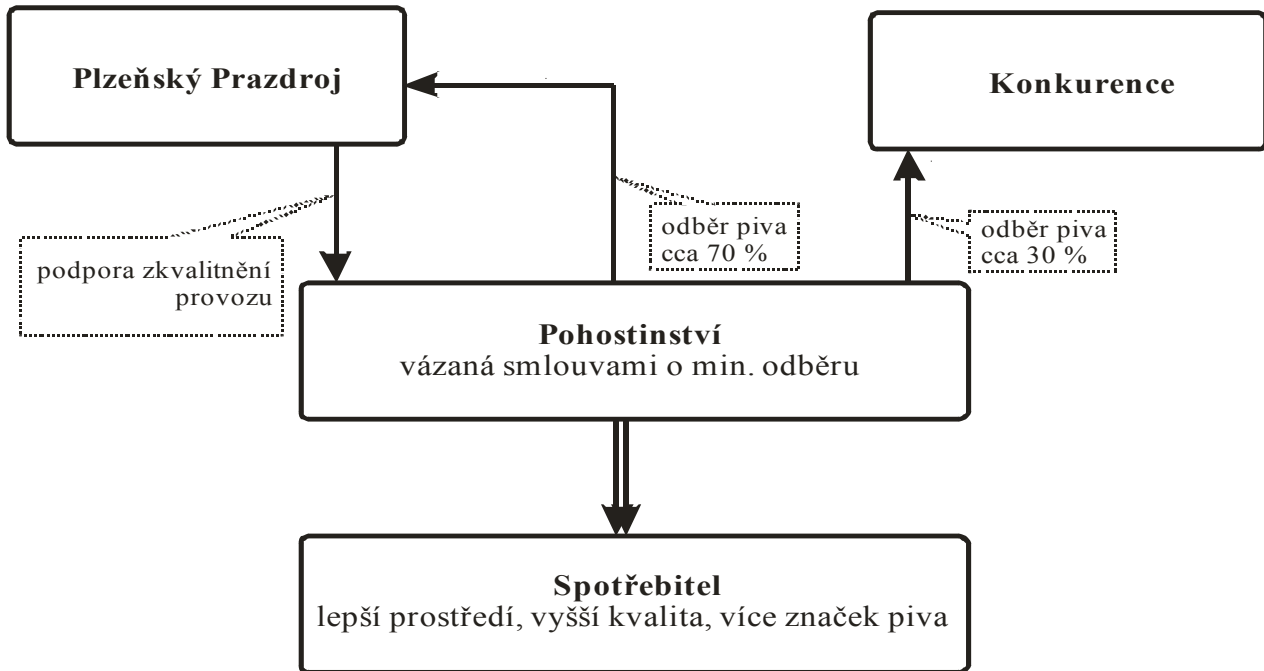 Plzeňský Prazdroj
Konkurence
podpora zkvalitnění
provozu
odběr piva
cca 70 %
odběr piva
cca 30 %
Pohostinství
vázaná smlouvami o min. odběru
Spotřebitel
lepší prostředí, vyšší kvalita, více značek piva